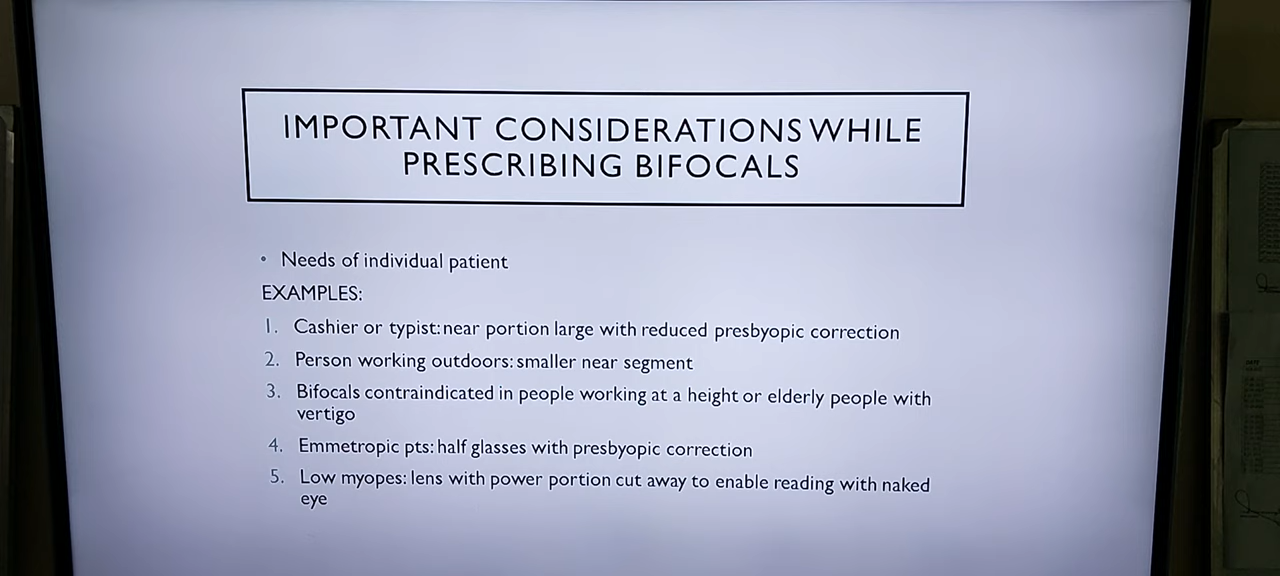 IMPORTANT CONSIDERATIONS WHILE
PRESCRIBING BIFOCALS
• Needs of individual patient
EXAMPLES:
1. Cashier or typist: near portion large with reduced presbyopic correction
2. Person working outdoors: smaller near segment
3. Bifocals contraindicated in people working at a height or elderly people with
vertigo
4. Emmetropic pts: half glasses with presbyopic correction
5. Low myopes: lens with power portion cut away to enable reading with naked
eye